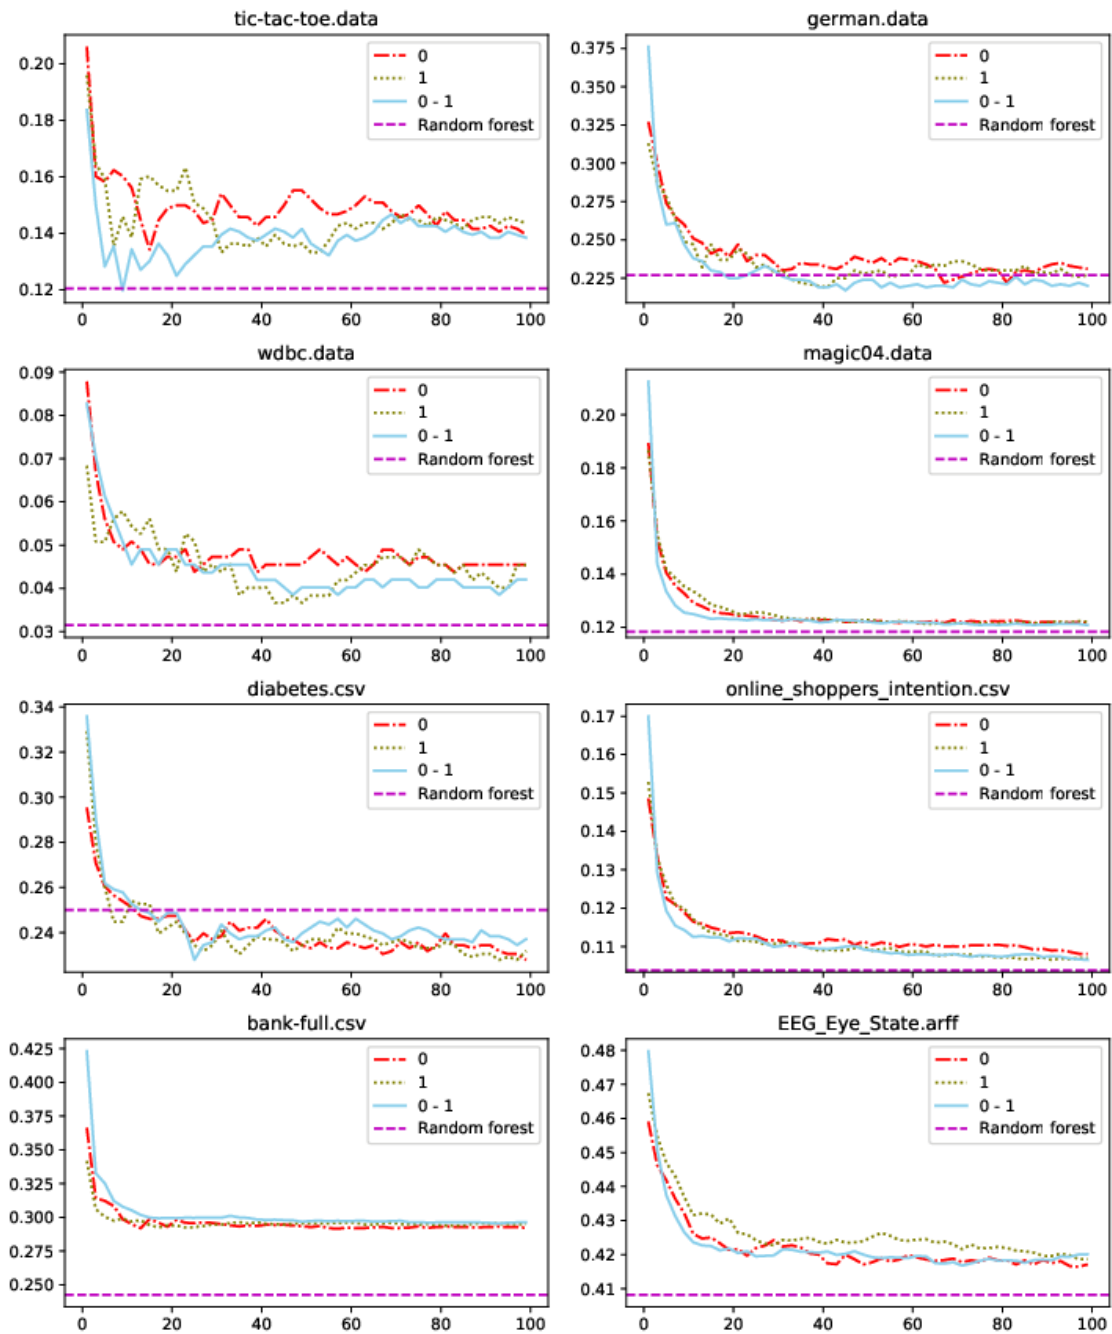 tic-tac-toe.data
0.20
0.18
0.16
0.14
0.12
0 20 40 60 80 100
0
1
0 - 1
Random forest
german.data
0.375
0.350
0.325
0.300
0.275
0.250
0.225
0 20 40 60 80 100
0
1
0 - 1
Random forest
wdbc.data
0.09
0.08
0.07
0.06
0.05
0.04
0.03
0 20 40 60 80 100
0
1
0 - 1
Random forest
magic04.data
0.20
0.18
0.16
0.14
0.12
0 20 40 60 80 100
0
1
0 - 1
Random forest
diabetes.csv
0.34
0.32
0.30
0.28
0.26
0.24
0 20 40 60 80 100
0
1
0 - 1
Random forest
online_shoppers_intention.csv
0.17
0.16
0.15
0.14
0.13
0.12
0.11
0 20 40 60 80 100
0
1
0 - 1
Random forest
bank-full.csv
0.425
0.400
0.375
0.350
0.325
0.300
0.275
0.250
0 20 40 60 80 100
0
1
0 - 1
Random forest
EEG_Eye_State.arff
0.48
0.47
0.46
0.45
0.44
0.43
0.42
0.41
0 20 40 60 80 100
0
1
0 - 1
Random forest